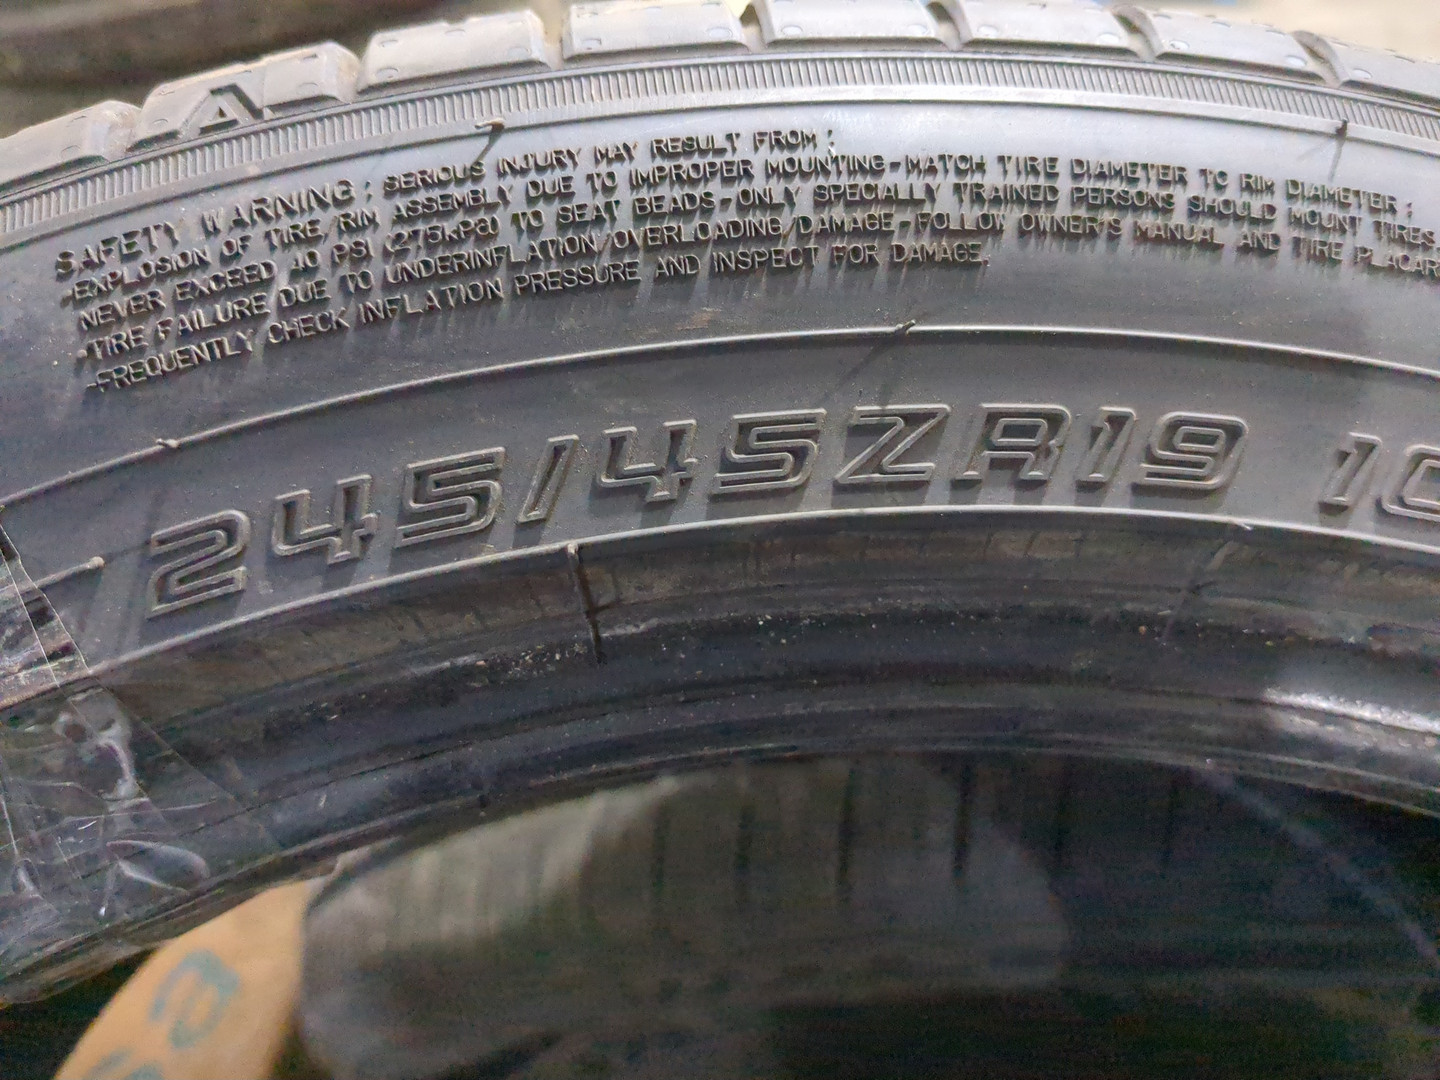 A
SAFETY WARNING: SERIOUS INJURY MAY RESULT FROM:
-EXPLOSION OF TIRE/RIM ASSEMBLY DUE TO IMPROPER MOUNTING-MATCH TIRE DIAMETER TO RIM DIAMETER;
NEVER EXCEED 40 PSI (275kPa) TO SEAT BEADS-ONLY SPECIALLY TRAINED PERSONS SHOULD MOUNT TIRES.
-TIRE FAILURE DUE TO UNDERINFLATION/OVERLOADING/DAMAGE-FOLLOW OWNER'S MANUAL AND TIRE PLACAR
-FREQUENTLY CHECK INFLATION PRESSURE AND INSPECT FOR DAMAGE.
245/45ZR19 10